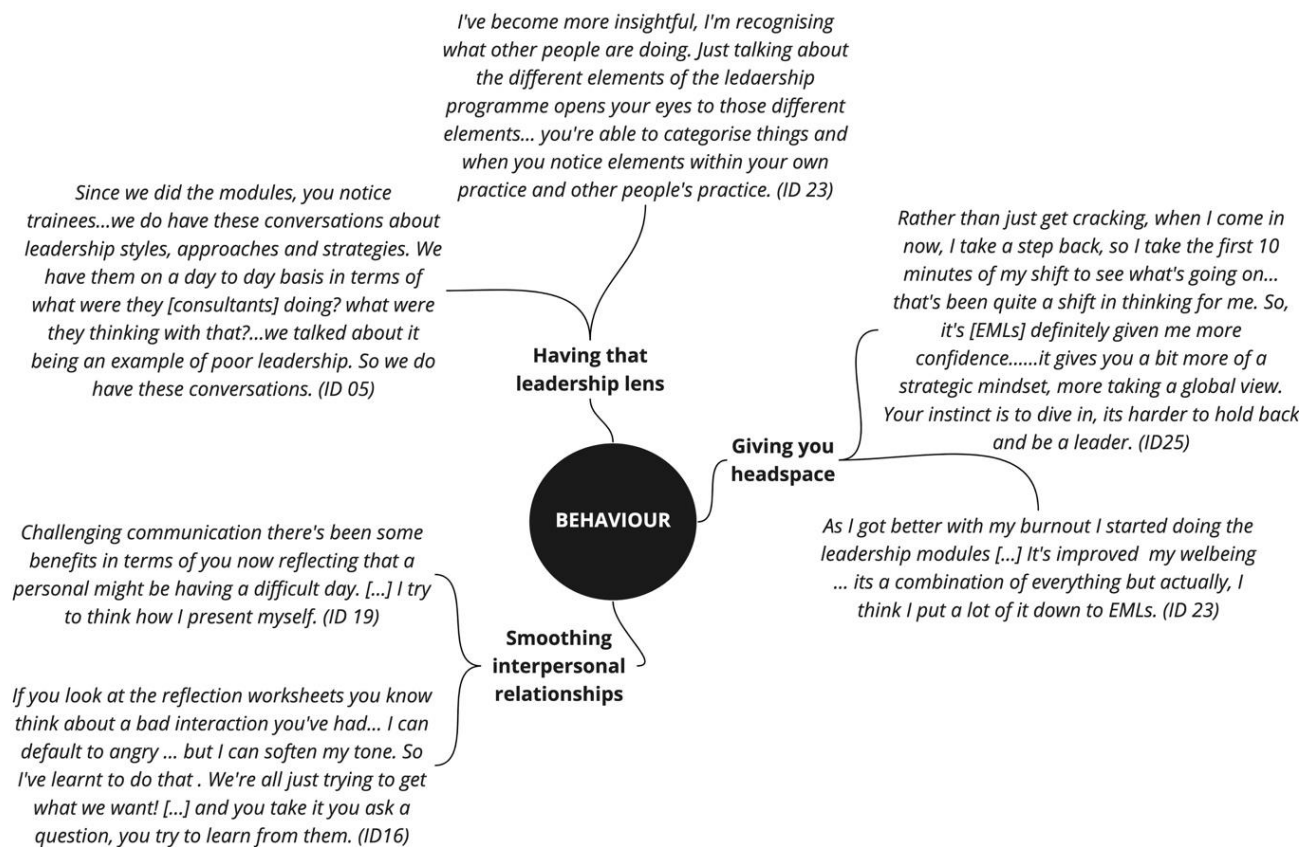 I've become more insightful, I'm recognising
what other people are doing. Just talking about
the different elements of the ledaership
programme opens your eyes to those different
elements... you're able to categorise things and
when you notice elements within your own
practice and other people's practice. (ID 23)
Since we did the modules, you notice
trainees...we do have these conversations about
leadership styles, approaches and strategies. We
have them on a day to day basis in terms of
what were they [consultants] doing? what were
they thinking with that?...we talked about it
being an example of poor leadership. So we do
have these conversations. (ID 05)
Having that
leadership lens
Rather than just get cracking, when I come in
now, I take a step back, so I take the first 10
minutes of my shift to see what's going on...
that's been quite a shift in thinking for me. So,
it's [EMLs] definitely given me more
confidence......it gives you a bit more of a
strategic mindset, more taking a global view.
Your instinct is to dive in, its harder to hold back
and be a leader. (ID25)
Giving you
headspace
BEHAVIOUR
As I got better with my burnout I started doing the
leadership modules [...] It's improved my welbeing
... its a combination of everything but actually, I
think I put a lot of it down to EMLs. (ID 23)
Challenging communication there's been some
benefits in terms of you now reflecting that a
personal might be having a difficult day. [...] I try
to think how I present myself. (ID 19)
Smoothing
interpersonal
relationships
If you look at the reflection worksheets you know
think about a bad interaction you've had... I can
default to angry ... but I can soften my tone. So
I've learnt to do that . We're all just trying to get
what we want! [...] and you take it you ask a
question, you try to learn from them. (ID16)